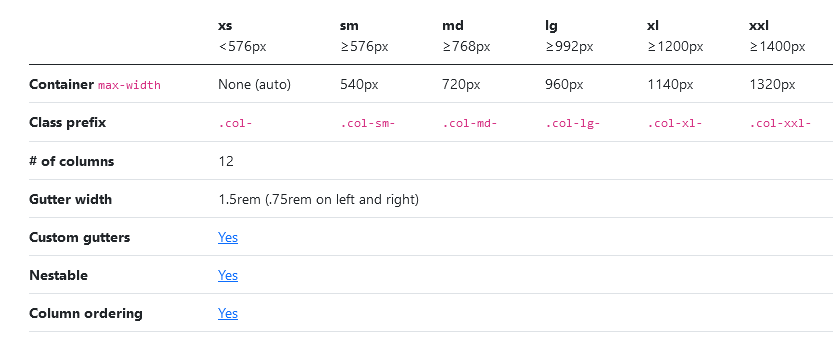 xs sm md lg xl xxl
<576px ≥576px ≥768px ≥992px ≥1200px ≥1400px
Container max-width None (auto) 540px 720px 960px 1140px 1320px
Class prefix .col- .col-sm- .col-md- .col-lg- .col-xl- .col-xxl-
# of columns 12
Gutter width 1.5rem (.75rem on left and right)
Custom gutters Yes
Nestable Yes
Column ordering Yes